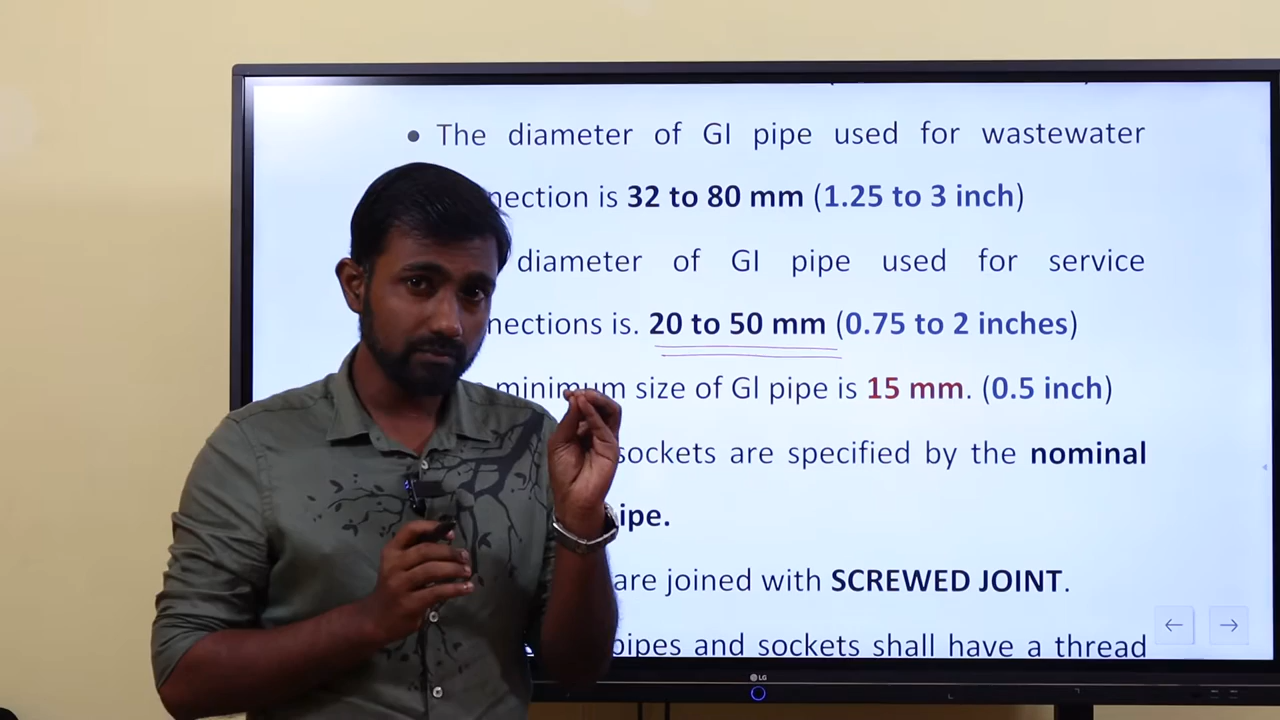 • The diameter of GI pipe used for wastewater
nection is 32 to 80 mm (1.25 to 3 inch)
diameter of GI pipe used for service
nections is. 20 to 50 mm (0.75 to 2 inches)
minimum size of GI pipe is 15 mm. (0.5 inch)
sockets are specified by the nominal
ipe.
are joined with SCREWED JOINT.
pipes and sockets shall have a thread
LG